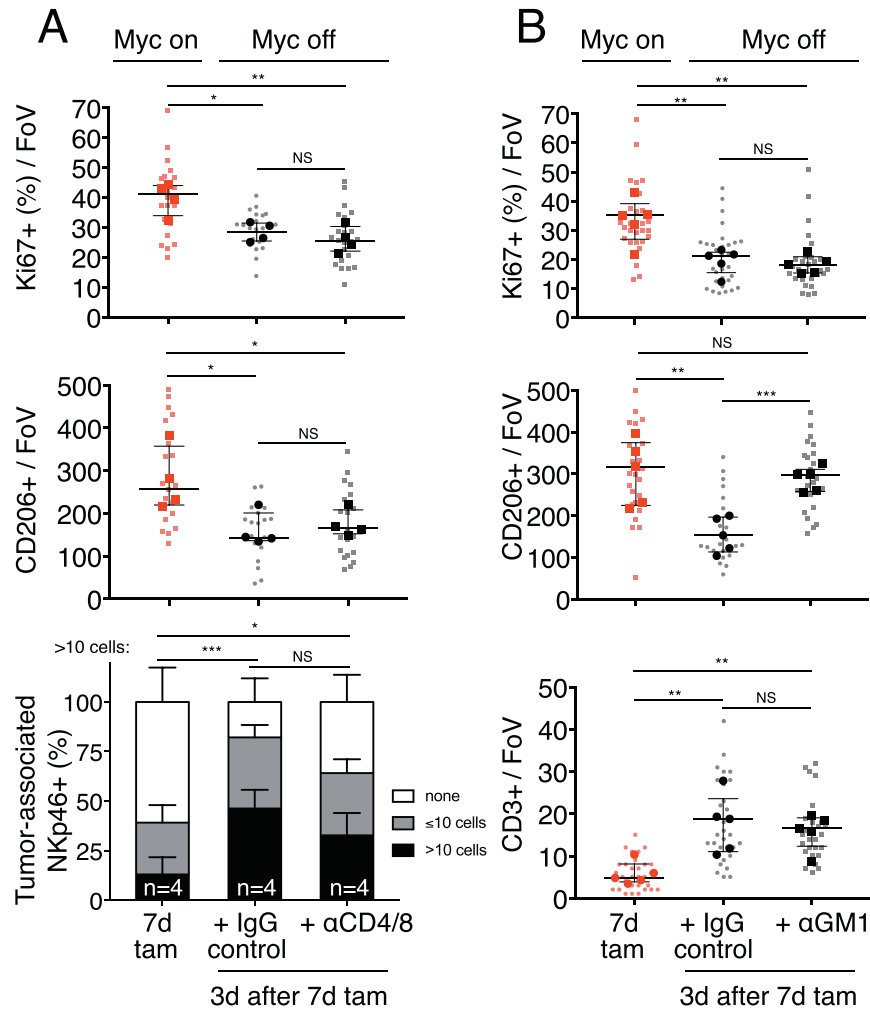 A
Myc on
Myc off
**
*
NS
Ki67+ (%) / FoV
70
60
50
40
30
20
10
0
*
*
NS
CD206+ / FoV
500
400
300
200
100
0
>10 cells:
*
***
NS
Tumor-associated
NKp46+ (%)
100
75
50
25
0
n=4
n=4
n=4
none
≤10 cells
>10 cells
7d
tam
+ IgG
control
+ αCD4/8
3d after 7d tam
B
Myc on
Myc off
**
**
NS
Ki67+ (%) / FoV
70
60
50
40
30
20
10
0
NS
**
***
CD206+ / FoV
500
400
300
200
100
0
**
**
NS
CD3+ / FoV
50
40
30
20
10
0
7d
tam
+ IgG
control
+ αGM1
3d after 7d tam